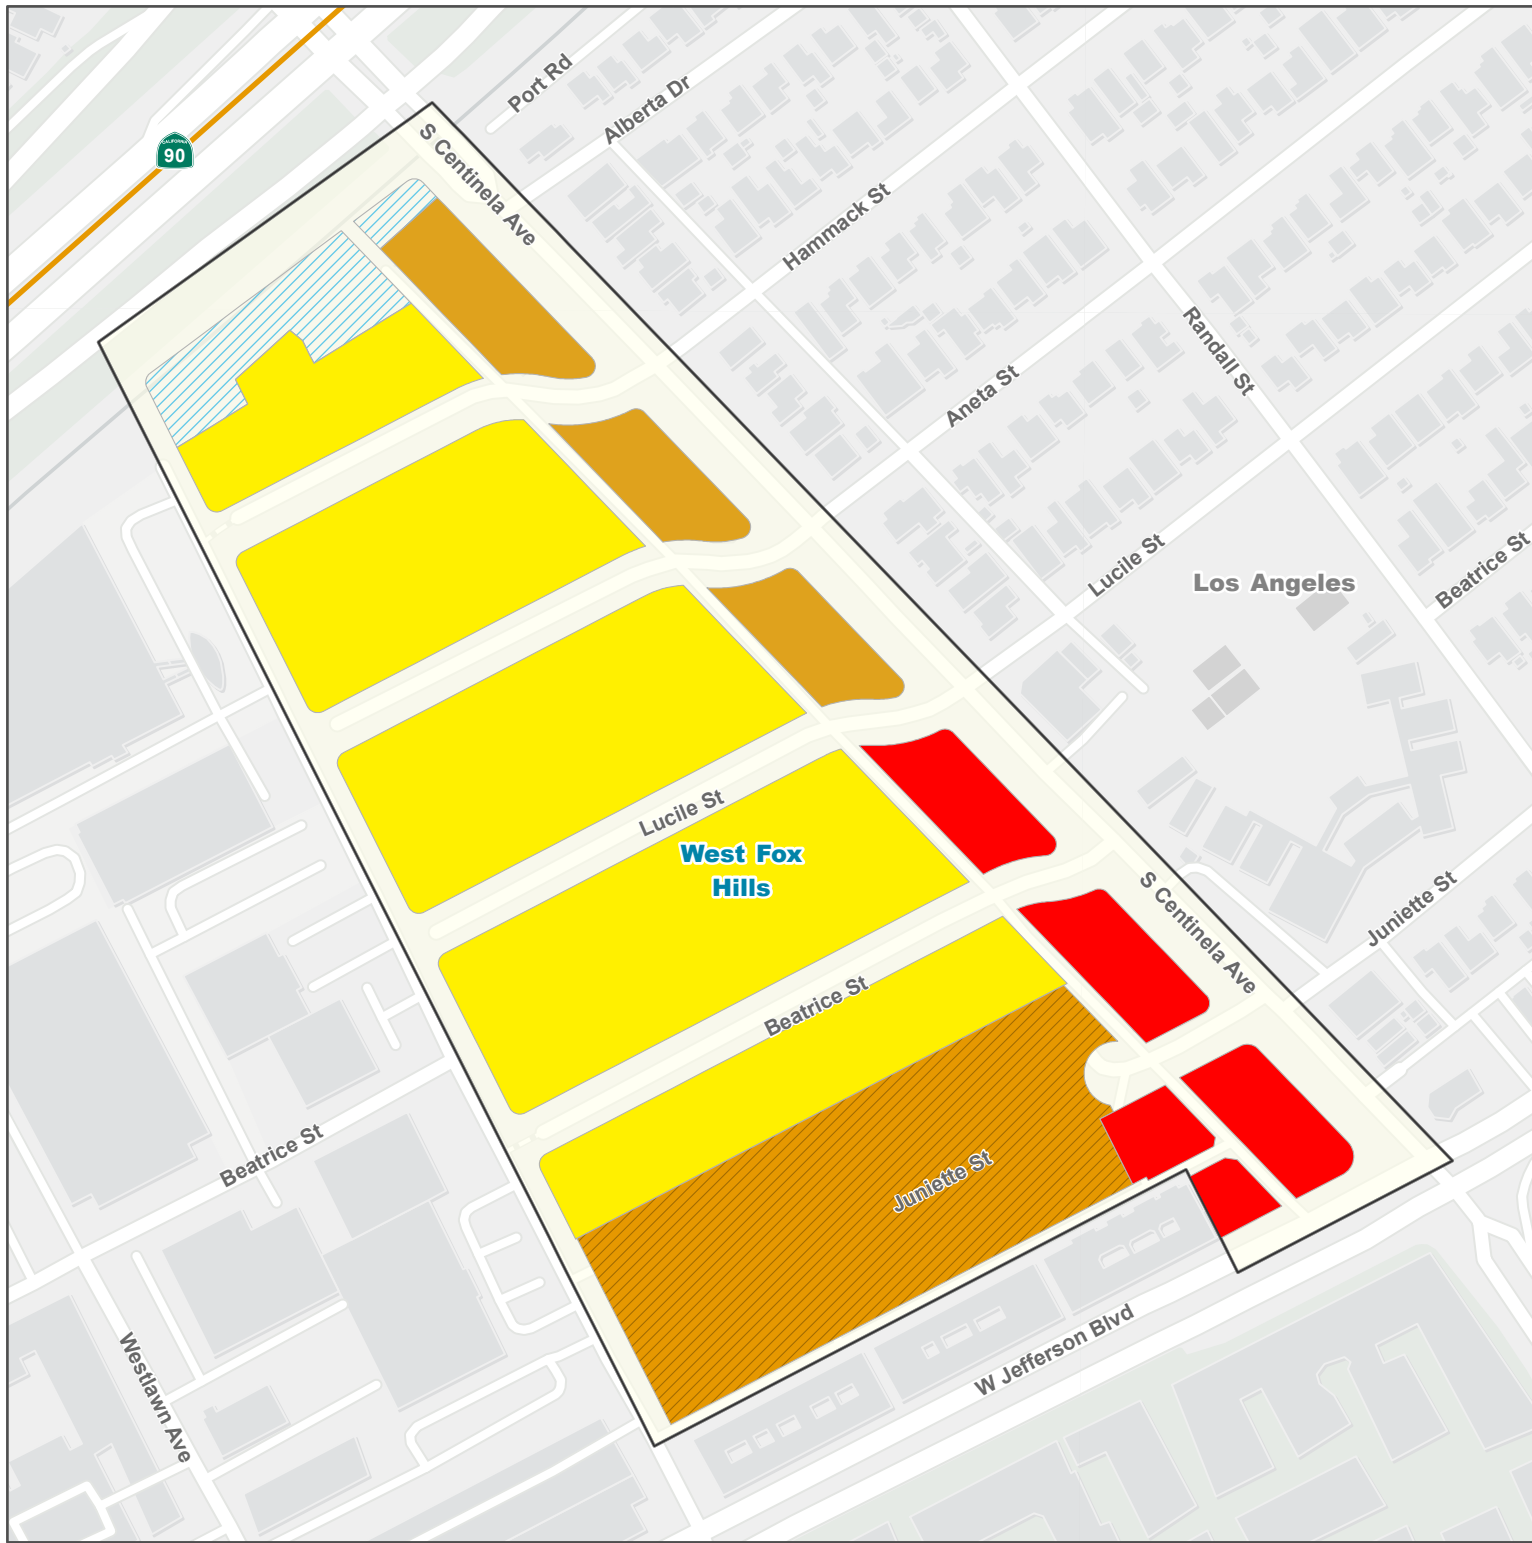 Port Rd
Alberta Dr
S Centinela Ave
CALIFORNIA
90
Hammack St
Randall St
Aneta St
Lucile St
Beatrice St
Los Angeles
Lucile St
West Fox
Hills
S Centinela Ave
Juniette St
Beatrice St
Beatrice St
Juniette St
W Jefferson Blvd
Westlawn Ave